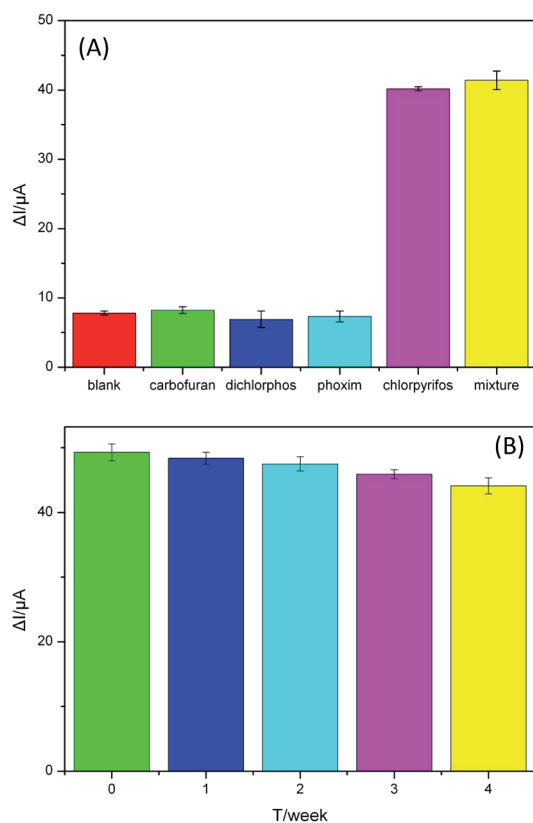 (A)
50
40
30
20
10
0
ΔI/μA
blank carbofuran dichlorphos phoxim chlorpyrifos mixture
(B)
40
20
0
ΔI/μA
0 1 2 3 4
T/week